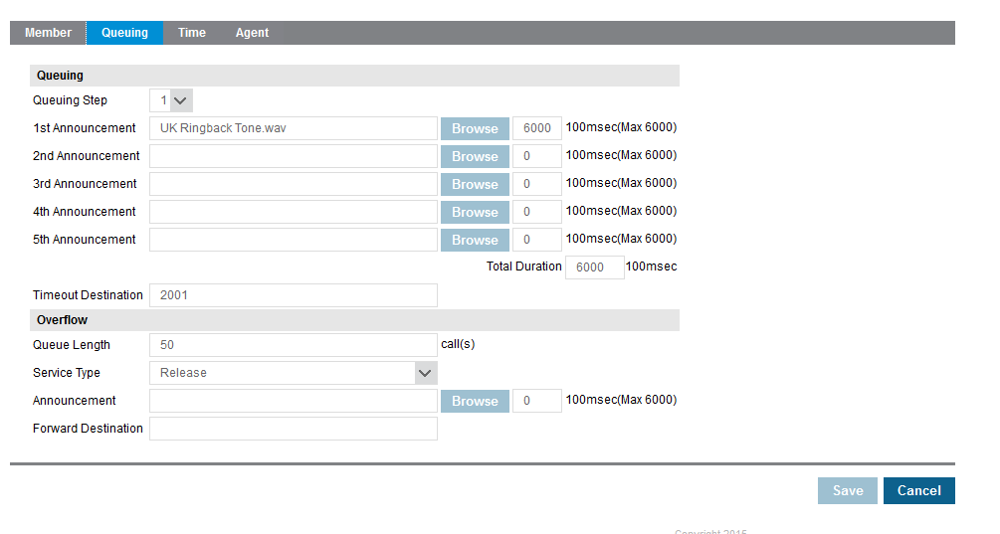 Member Queuing Time Agent
Queuing
Queuing Step 1
1st Announcement UK Ringback Tone.wav Browse 6000 100msec(Max 6000)
2nd Announcement Browse 0 100msec(Max 6000)
3rd Announcement Browse 0 100msec(Max 6000)
4th Announcement Browse 0 100msec(Max 6000)
5th Announcement Browse 0 100msec(Max 6000)
Total Duration 6000 100msec
Timeout Destination 2001
Overflow
Queue Length 50 call(s)
Service Type Release
Announcement Browse 0 100msec(Max 6000)
Forward Destination
Save Cancel
Copyright 2015